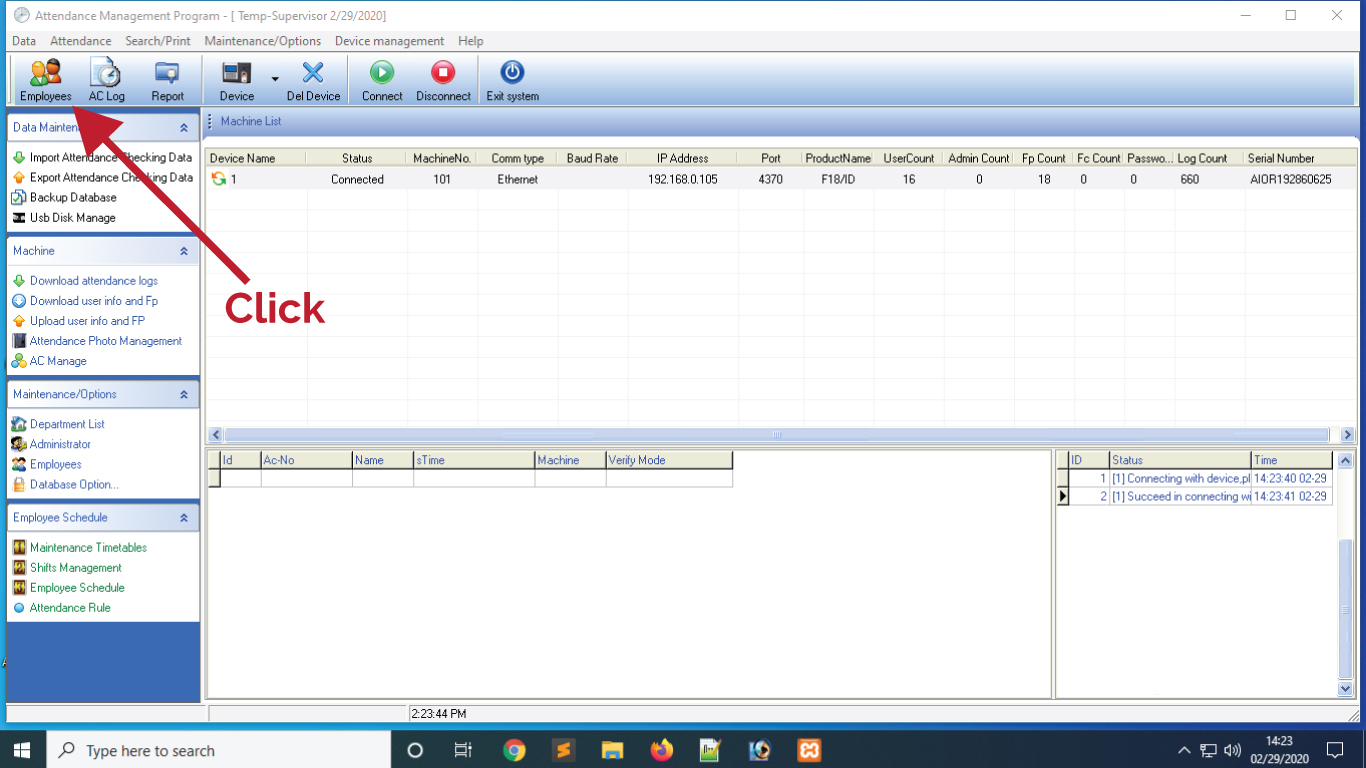 Attendance Management Program - [ Temp-Supervisor 2/29/2020]
Data Attendance Search/Print Maintenance/Options Device management Help
Employees AC Log Report Device Del Device Connect Disconnect Exit system
Data Mainten
Import Attendance Checking Data
Export Attendance Checking Data
Backup Database
Usb Disk Manage
Machine
Download attendance logs
Download user info and Fp
Upload user info and FP
Attendance Photo Management
AC Manage
Maintenance/Options
Department List
Administrator
Employees
Database Option...
Employee Schedule
Maintenance Timetables
Shifts Management
Employee Schedule
Attendance Rule
Click
Machine List
Device Name Status MachineNo. Comm type Baud Rate IP Address Port ProductName UserCount Admin Count Fp Count Fc Count Passwo... Log Count Serial Number
1 Connected 101 Ethernet 192.168.0.105 4370 F18/ID 16 0 18 0 0 660 AIOR192860625
Id Ac-No Name sTime Machine Verify Mode
ID Status Time
1 [1] Connecting with device,pl 14:23:40 02-29
2 [1] Succeed in connecting wi 14:23:41 02-29
2:23:44 PM
Type here to search
14:23
02/29/2020